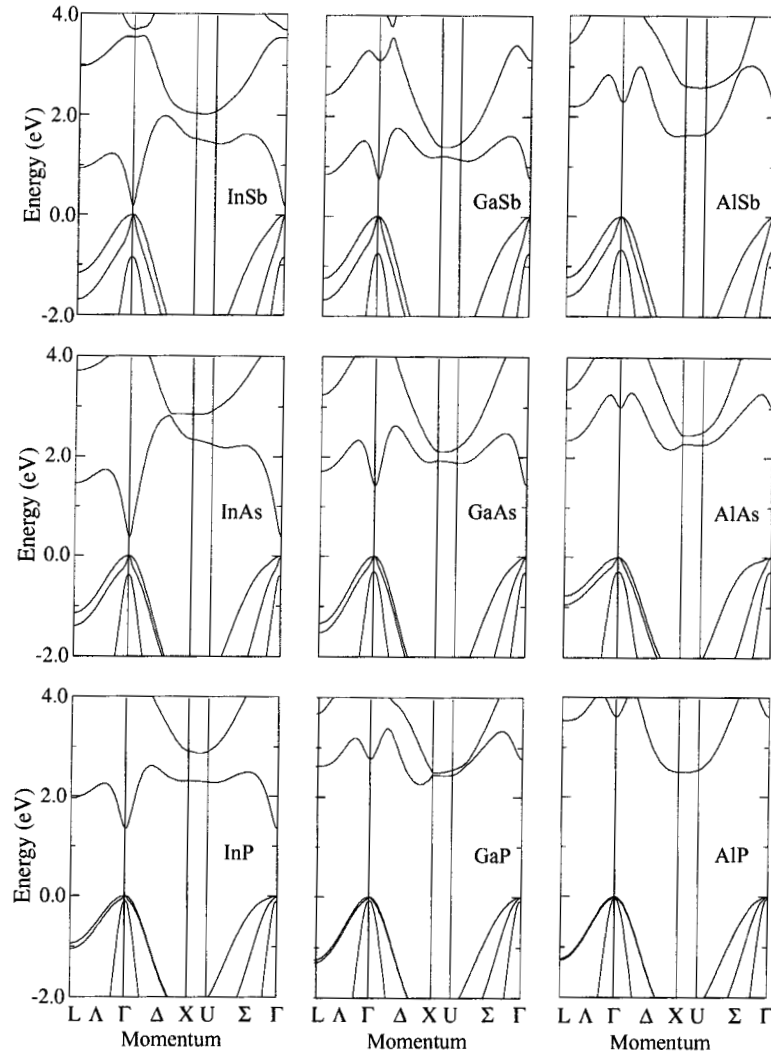 4.0
2.0
0.0
-2.0
Energy (eV)
InSb
GaSb
AlSb
4.0
2.0
0.0
-2.0
Energy (eV)
InAs
GaAs
AlAs
4.0
2.0
0.0
-2.0
Energy (eV)
InP
GaP
AlP
L Λ Γ Δ X U Σ Γ
L Λ Γ Δ X U Σ Γ
L Λ Γ Δ X U Σ Γ
Momentum
Momentum
Momentum